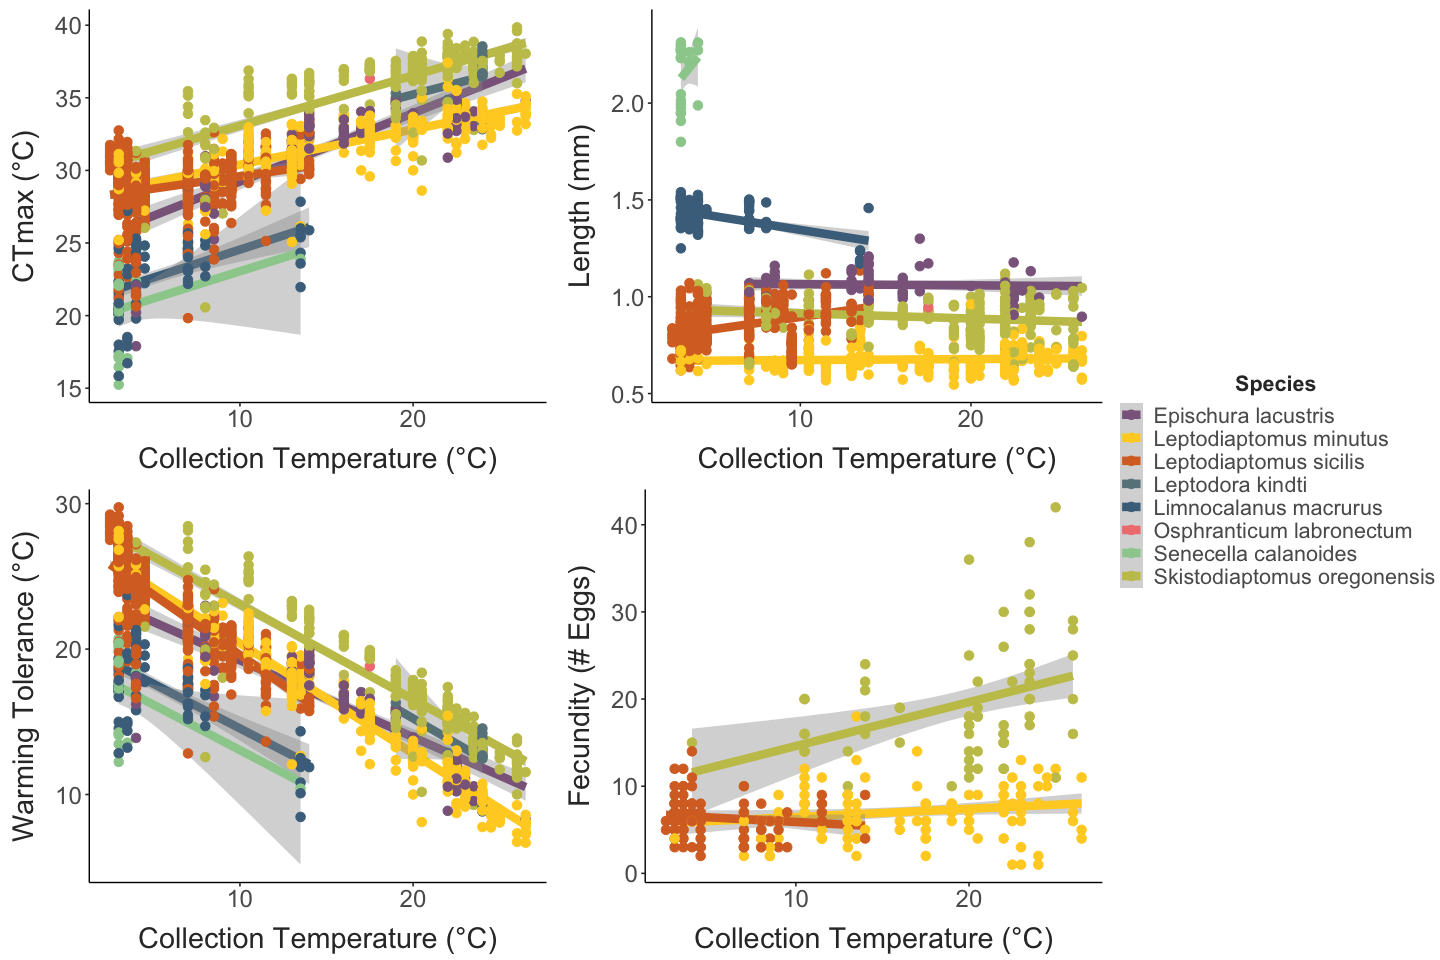 40
35
30
25
20
15
CTmax (°C)
10
20
Collection Temperature (°C)
2.0
1.5
1.0
0.5
Length (mm)
10
20
Collection Temperature (°C)
30
20
10
Warming Tolerance (°C)
10
20
Collection Temperature (°C)
40
30
20
10
0
Fecundity (# Eggs)
10
20
Collection Temperature (°C)
Species
Epischura lacustris
Leptodiaptomus minutus
Leptodiaptomus sicilis
Leptodora kindti
Limnocalanus macrurus
Osphranticum labronectum
Senecella calanoides
Skistodiaptomus oregonensis